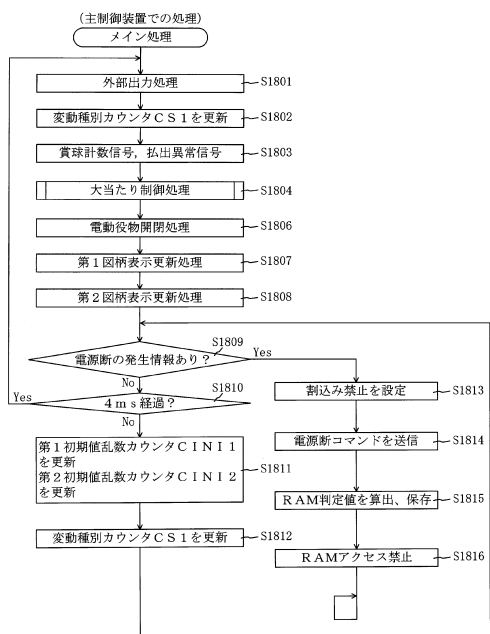 (主制御装置での処理)
メイン処理
外部出力処理
S1801
変動種別カウンタCS1を更新
S1802
賞球計数信号，払出異常信号
S1803
大当たり制御処理
S1804
電動役物開閉処理
S1806
第1図柄表示更新処理
S1807
第2図柄表示更新処理
S1808
電源断の発生情報あり？
S1809
Yes
No
4ms経過？
S1810
Yes
No
第1初期値乱数カウンタCINI1
を更新
第2初期値乱数カウンタCINI2
を更新
S1811
変動種別カウンタCS1を更新
S1812
割込み禁止を設定
S1813
電源断コマンドを送信
S1814
RAM判定値を算出、保存
S1815
RAMアクセス禁止
S1816